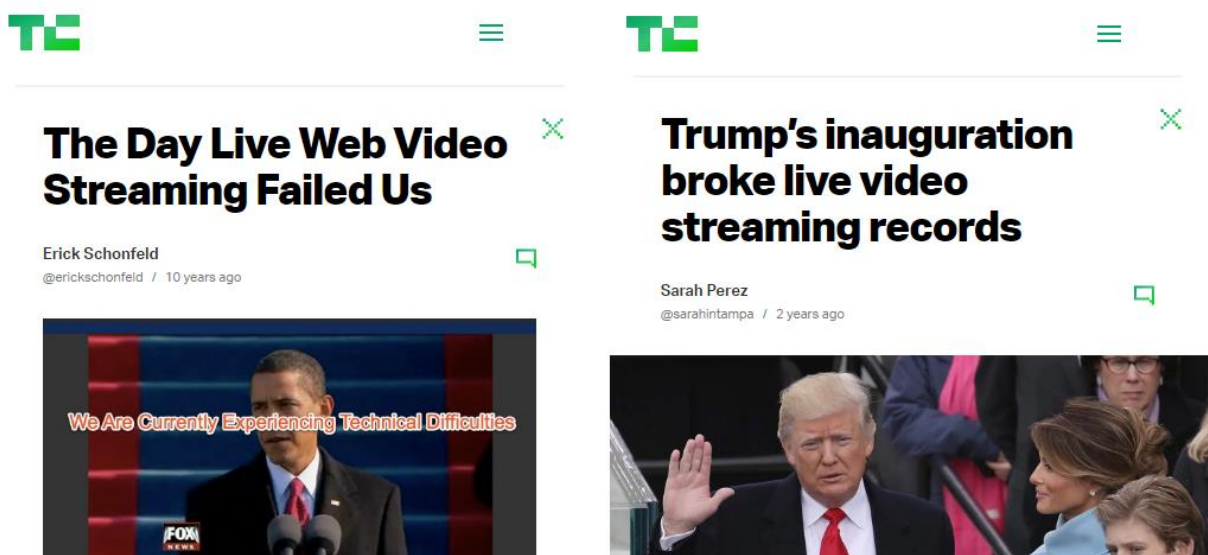 TC
The Day Live Web Video
Streaming Failed Us
Erick Schonfeld
@erickschonfeld / 10 years ago
We Are Currently Experiencing Technical Difficulties
FOX
NEWS
TC
Trump's inauguration
broke live video
streaming records
Sarah Perez
@sarahintampa / 2 years ago